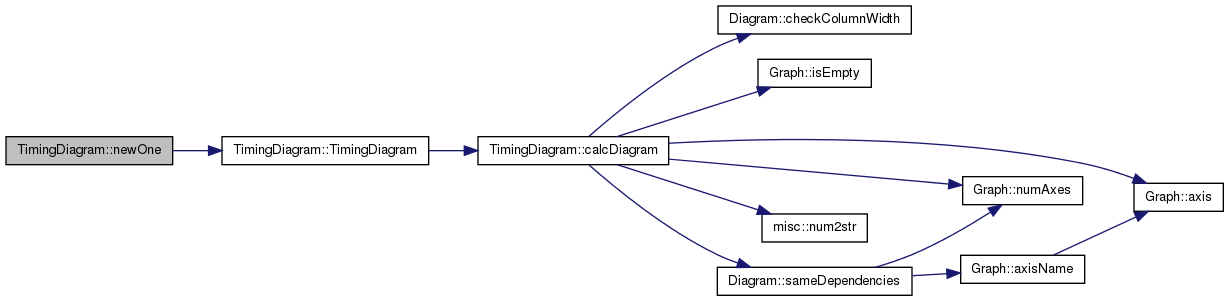 Diagram::checkColumnWidth
Graph::isEmpty
TimingDiagram::newOne
TimingDiagram::TimingDiagram
TimingDiagram::calcDiagram
Graph::numAxes
Graph::axis
misc::num2str
Graph::axisName
Diagram::sameDependencies